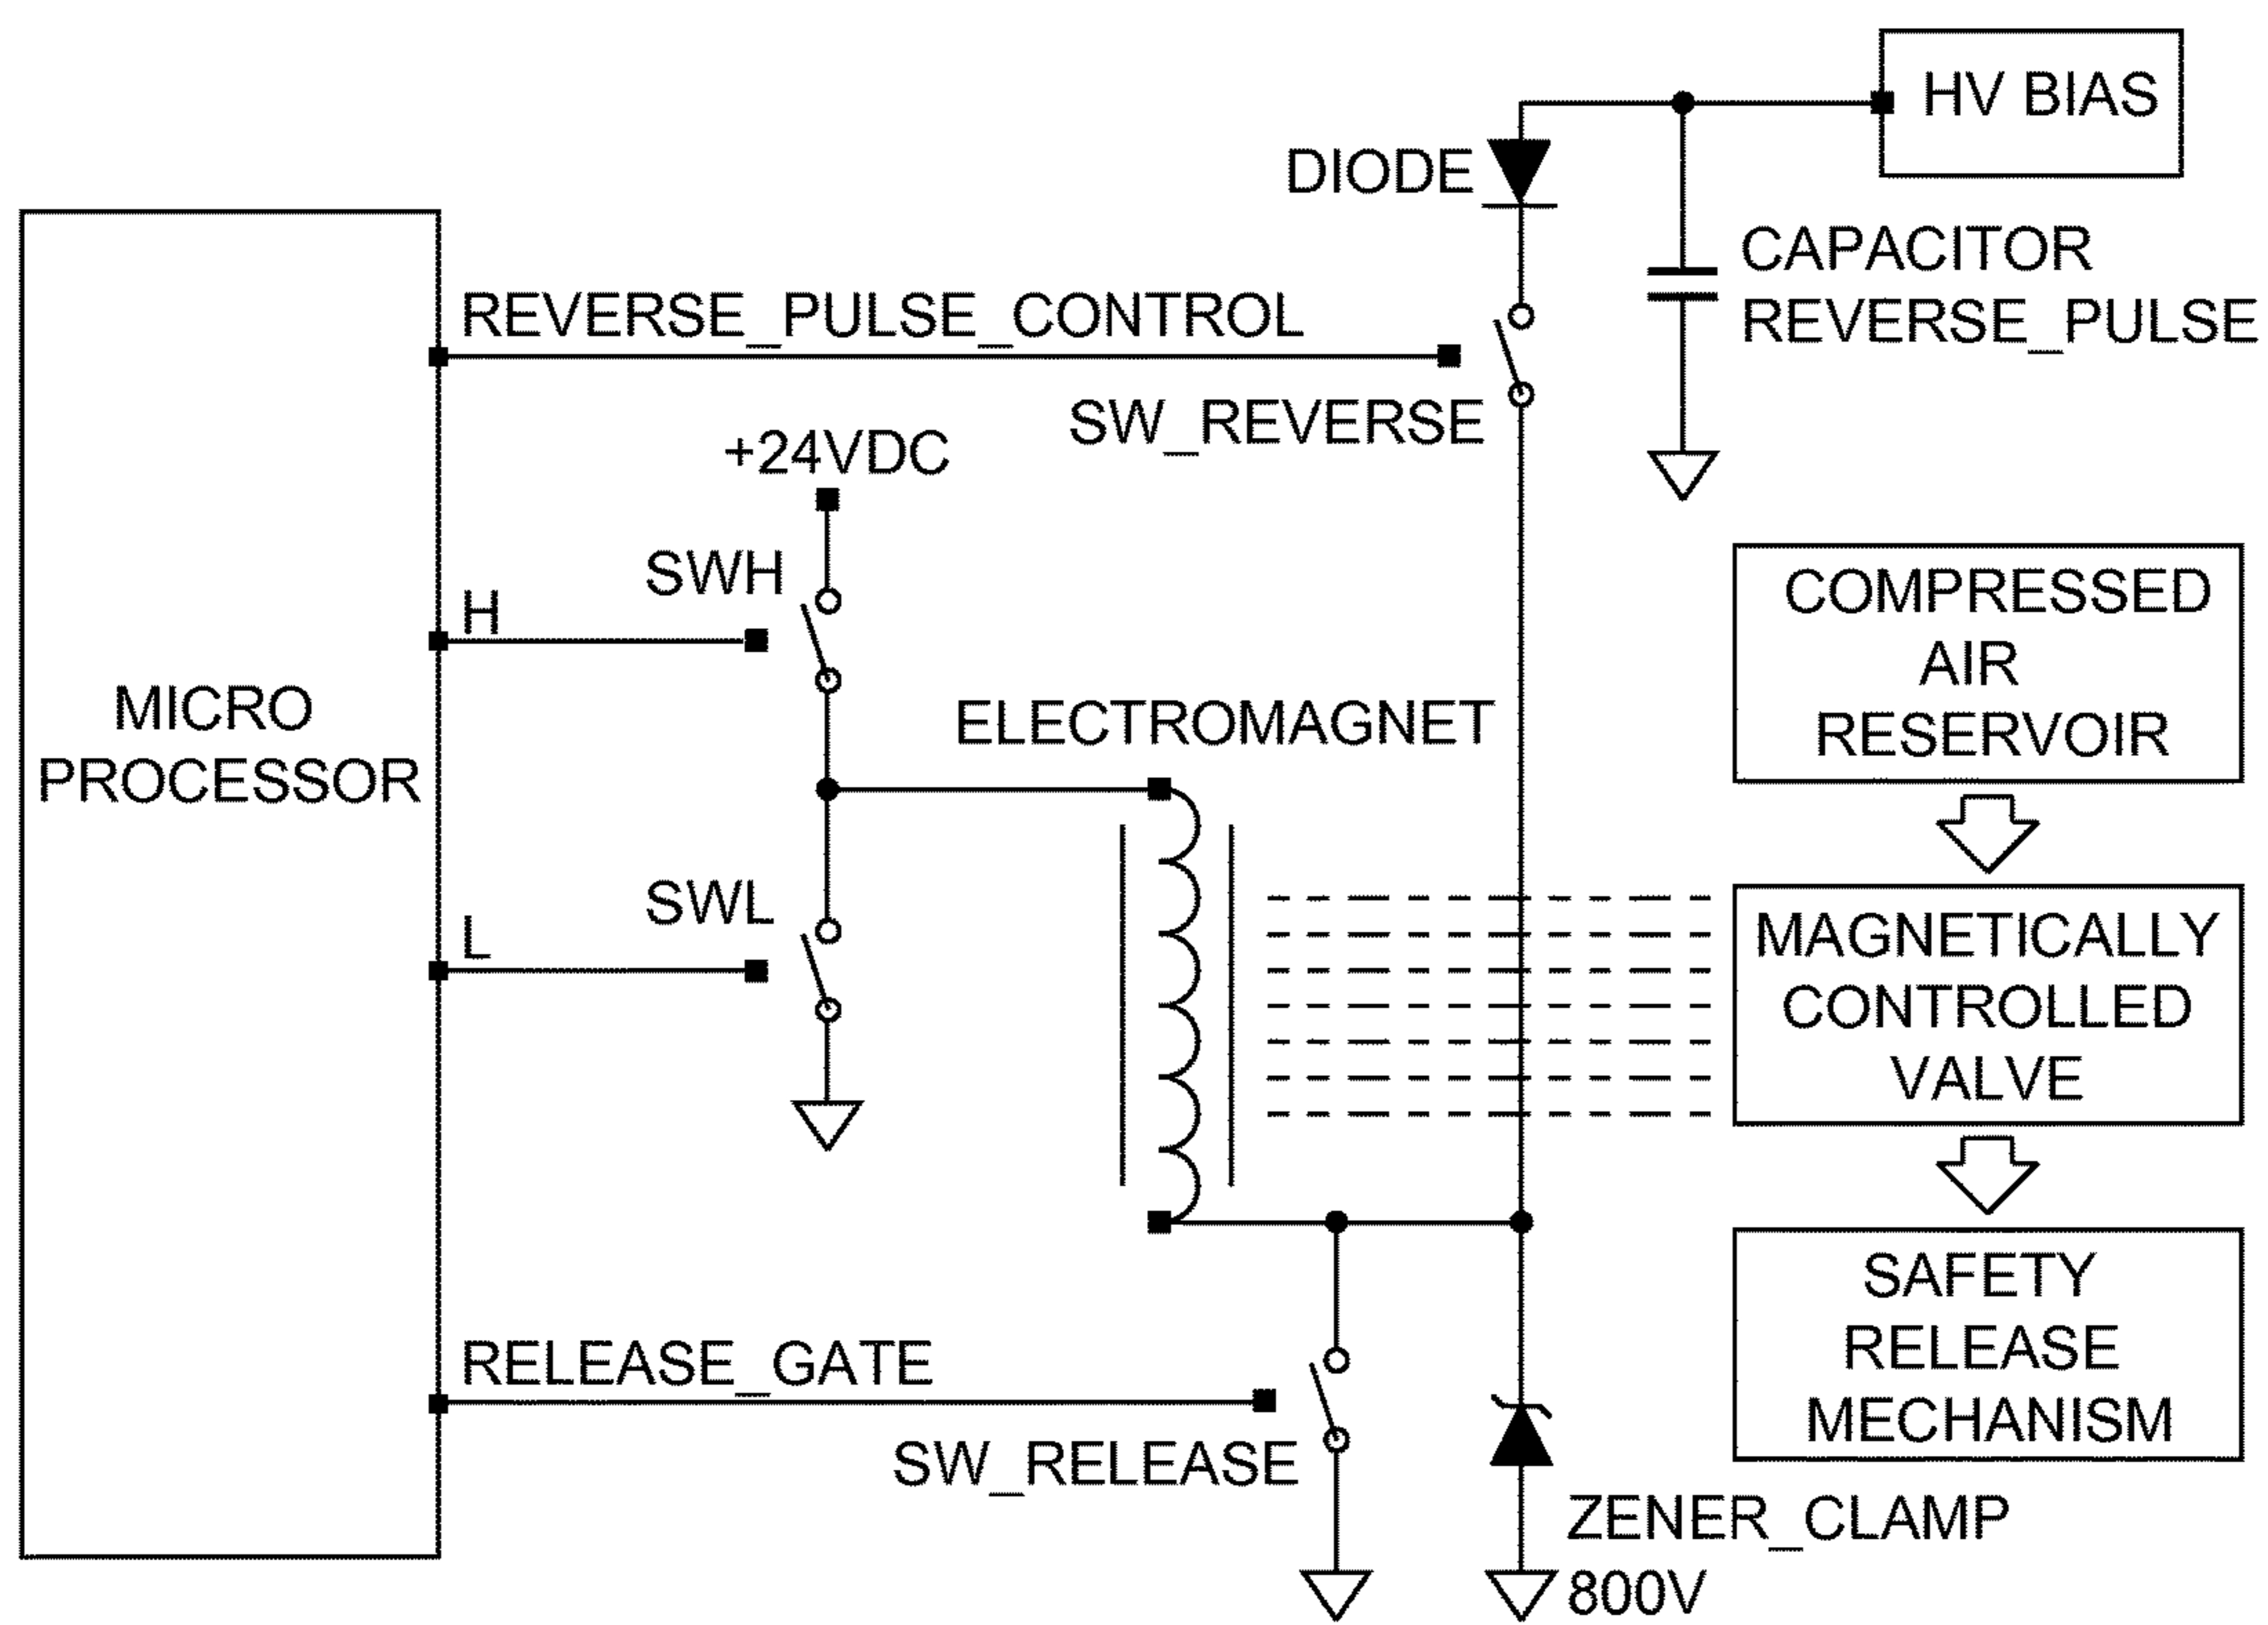 HV BIAS
DIODE
CAPACITOR
REVERSE_PULSE
REVERSE_PULSE_CONTROL
SW_REVERSE
+24VDC
SWH
H
COMPRESSED
AIR
RESERVOIR
MICRO
PROCESSOR
ELECTROMAGNET
SWL
L
MAGNETICALLY
CONTROLLED
VALVE
RELEASE_GATE
SW_RELEASE
SAFETY
RELEASE
MECHANISM
ZENER_CLAMP
800V